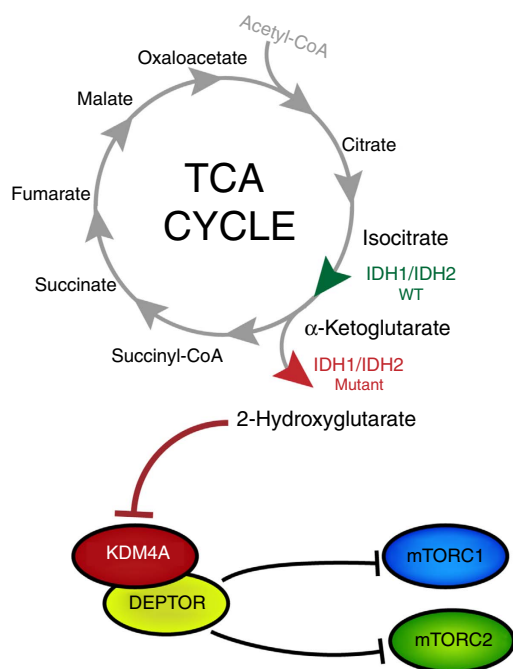 Acetyl-CoA
Oxaloacetate
Malate
Citrate
TCA
CYCLE
Fumarate
Isocitrate
IDH1/IDH2
WT
Succinate
α-Ketoglutarate
Succinyl-CoA
IDH1/IDH2
Mutant
2-Hydroxyglutarate
KDM4A
mTORC1
DEPTOR
mTORC2